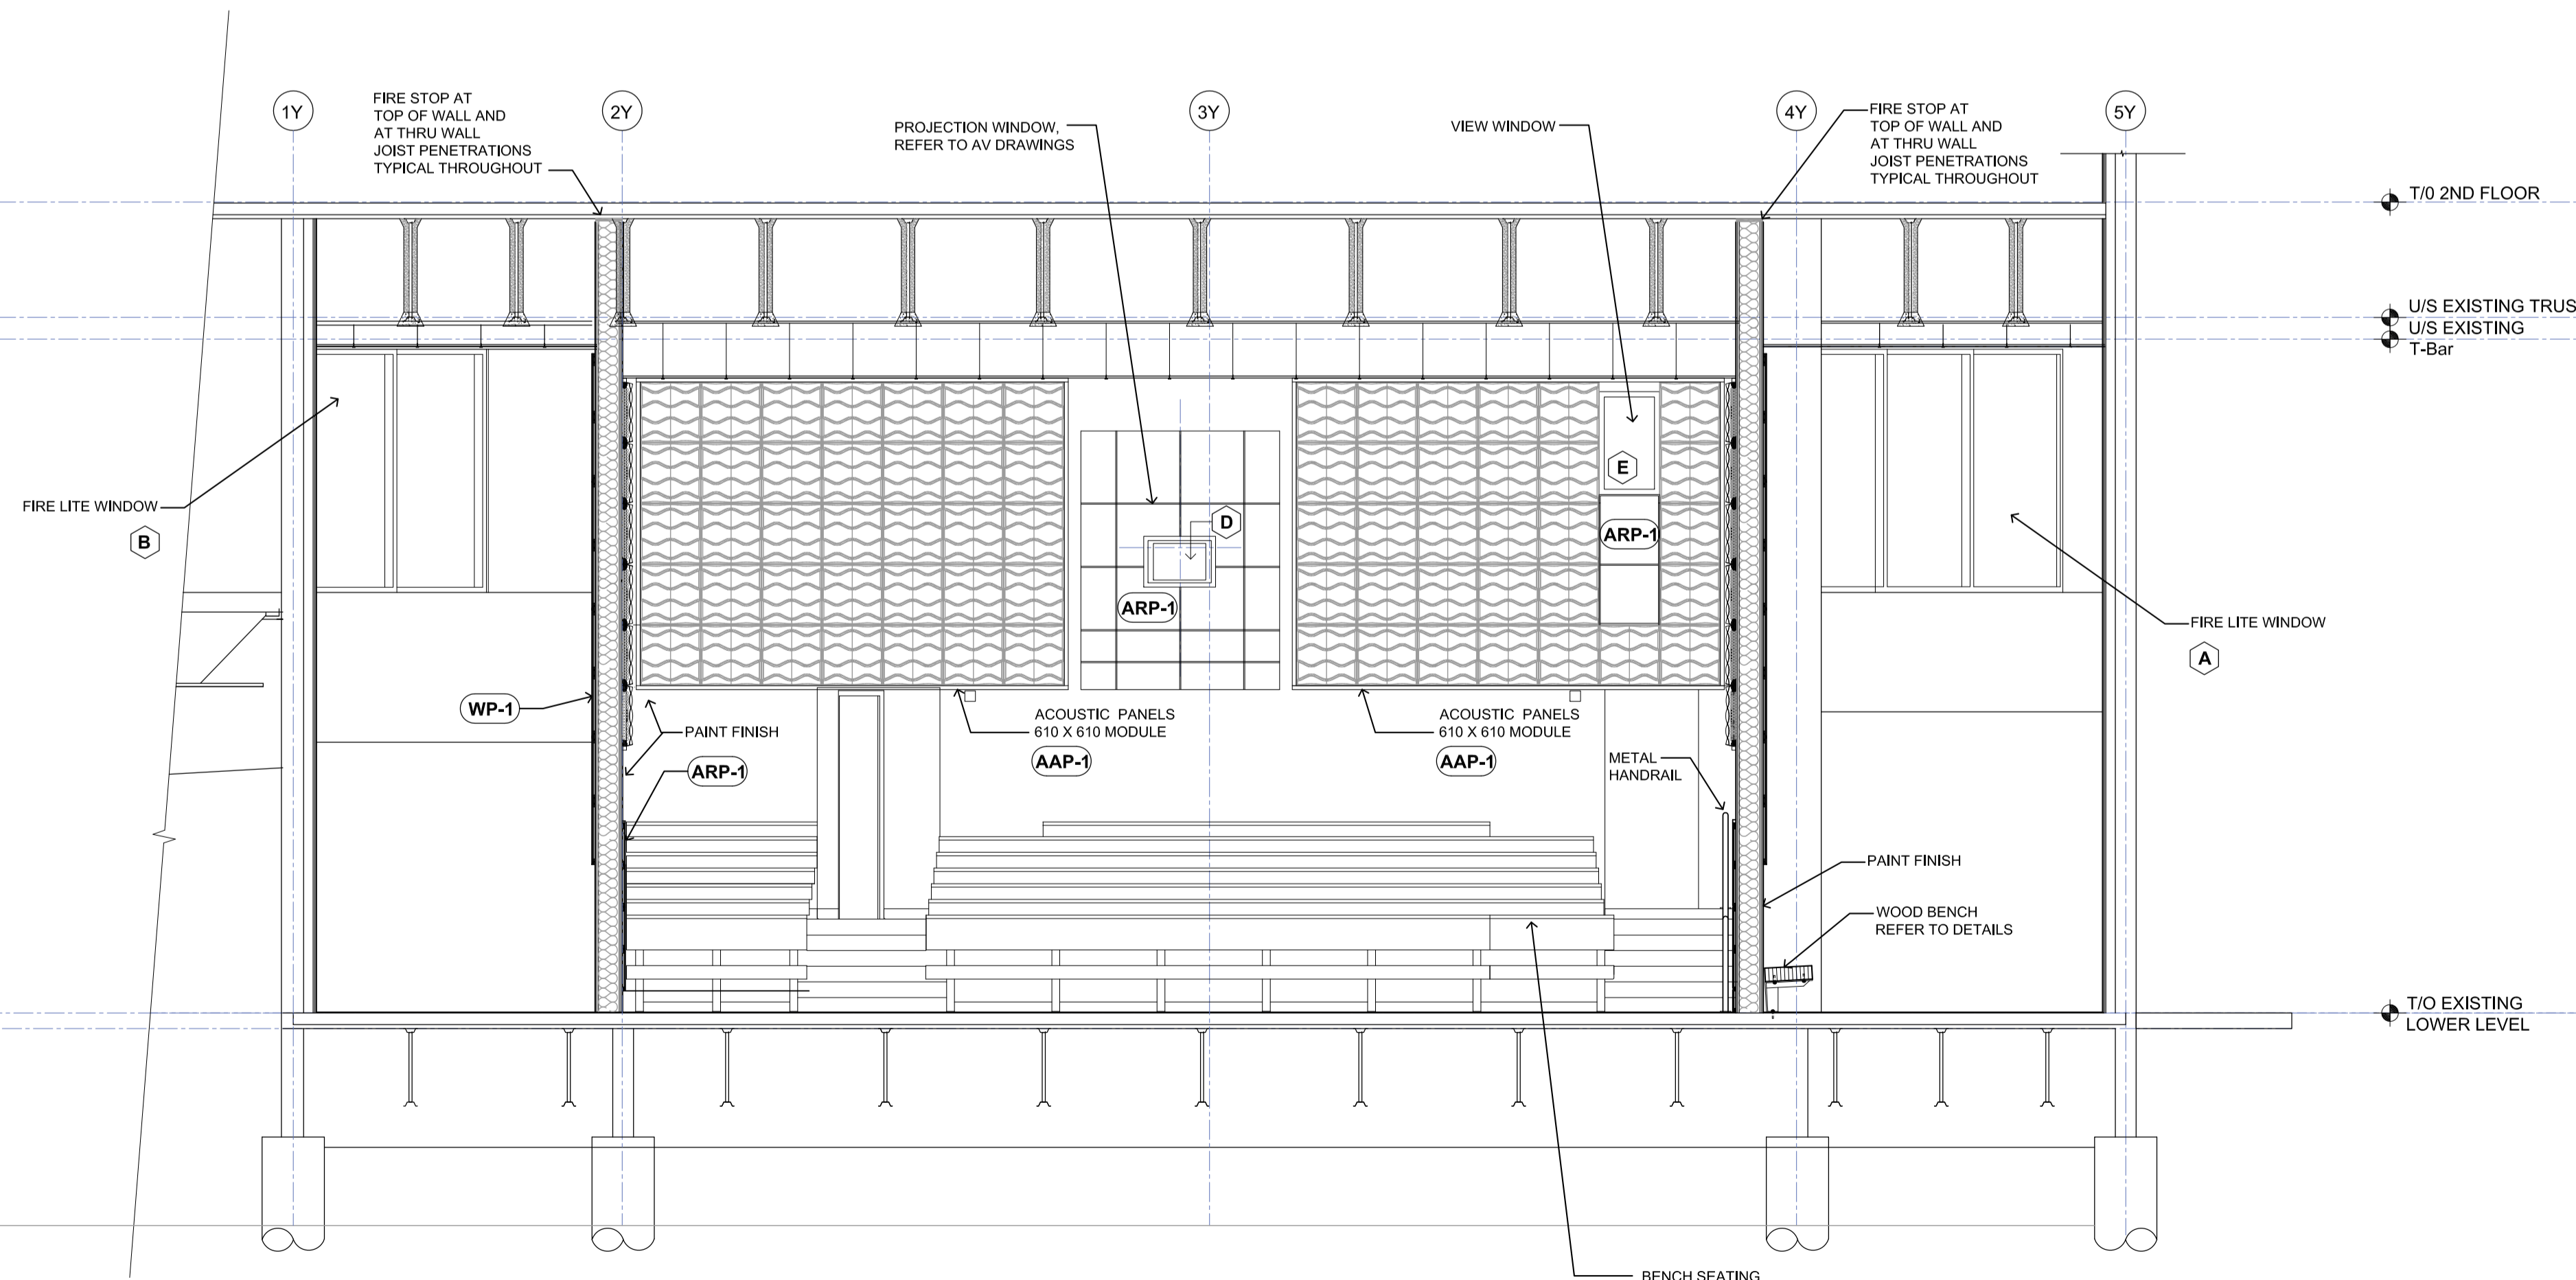 1Y
2Y
3Y
4Y
5Y
FIRE STOP AT
TOP OF WALL AND
AT THRU WALL
JOIST PENETRATIONS
TYPICAL THROUGHOUT
PROJECTION WINDOW,
REFER TO AV DRAWINGS
VIEW WINDOW
FIRE STOP AT
TOP OF WALL AND
AT THRU WALL
JOIST PENETRATIONS
TYPICAL THROUGHOUT
T/0 2ND FLOOR
U/S EXISTING TRUS
U/S EXISTING
T-Bar
FIRE LITE WINDOW
B
E
D
ARP-1
ARP-1
FIRE LITE WINDOW
A
WP-1
PAINT FINISH
ARP-1
ACOUSTIC PANELS
610 X 610 MODULE
AAP-1
ACOUSTIC PANELS
610 X 610 MODULE
AAP-1
METAL
HANDRAIL
PAINT FINISH
WOOD BENCH
REFER TO DETAILS
T/O EXISTING
LOWER LEVEL
BENCH SEATING